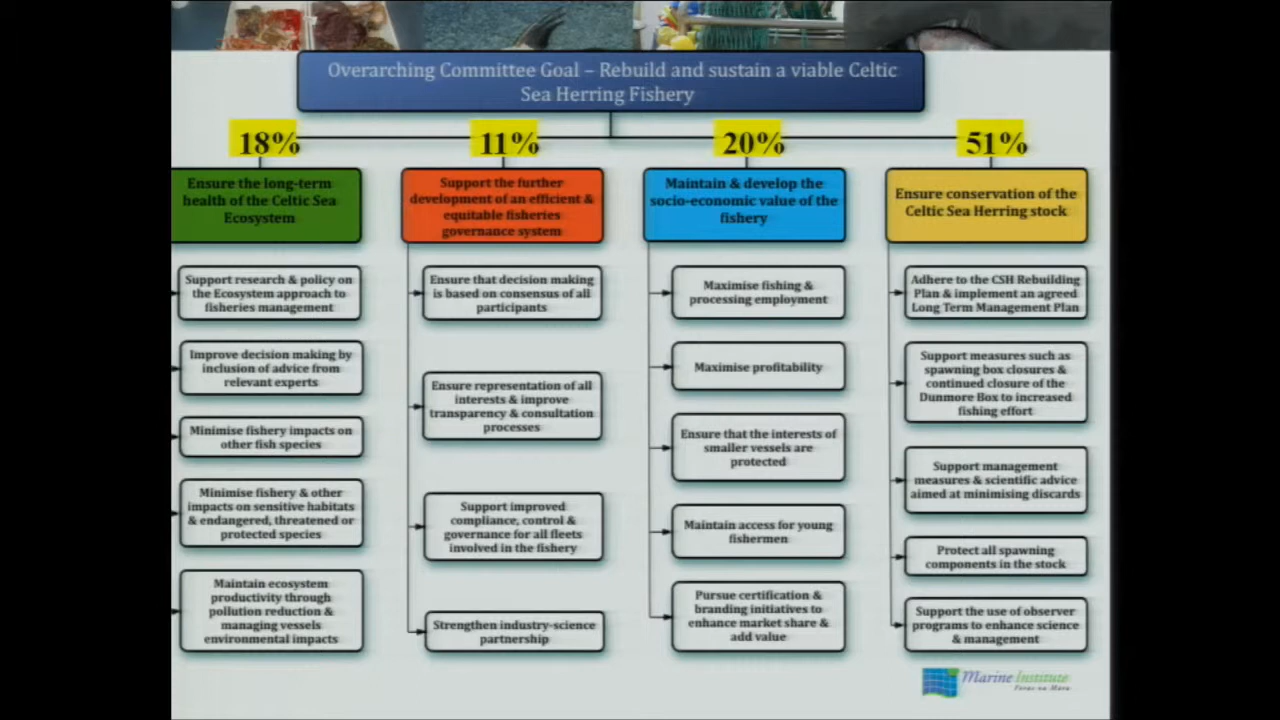 Overarching Committee Goal – Rebuild and sustain a viable Celtic
Sea Herring Fishery
18%
11%
20%
51%
Ensure the long-term
health of the Celtic Sea
Ecosystem
Support research & policy on
the Ecosystem approach to
fisheries management
Improve decision making by
inclusion of advice from
relevant experts
Minimise fishery impacts on
other fish species
Minimise fishery & other
impacts on sensitive habitats
& endangered, threatened or
protected species
Maintain ecosystem
productivity through
pollution reduction &
managing vessels
environmental impacts
Support the further
development of an efficient &
equitable fisheries
governance system
Ensure that decision making
is based on consensus of all
participants
Ensure representation of all
interests & improve
transparency & consultation
processes
Support improved
compliance, control &
governance for all fleets
involved in the fishery
Strengthen industry-science
partnership
Maintain & develop the
socio-economic value of the
fishery
Maximise fishing &
processing employment
Maximise profitability
Ensure that the interests of
smaller vessels are
protected
Maintain access for young
fishermen
Pursue certification &
branding initiatives to
enhance market share &
add value
Ensure conservation of the
Celtic Sea Herring stock
Adhere to the CSH Rebuilding
Plan & implement an agreed
Long Term Management Plan
Support measures such as
spawning box closures &
continued closure of the
Dunmore Box to increased
fishing effort
Support management
measures & scientific advice
aimed at minimising discards
Protect all spawning
components in the stock
Support the use of observer
programs to enhance science
& management
Marine Institute
Foras na Mara